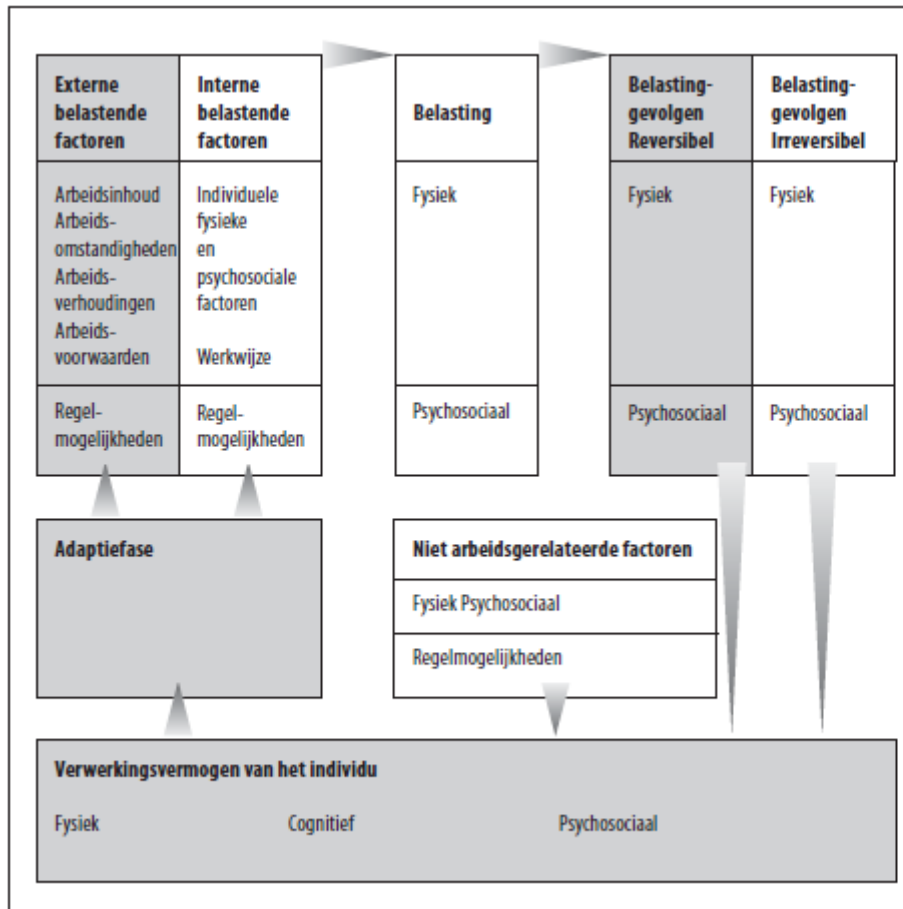 Externe
belastende
factoren
Interne
belastende
factoren
Belasting
Belasting-
gevolgen
Reversibel
Belasting-
gevolgen
Irreversibel
Arbeidsinhoud
Arbeids-
omstandigheden
Arbeids-
verhoudingen
Arbeids-
voorwaarden
Individuele
fysieke
en
psychosociale
factoren
Werkwijze
Fysiek
Fysiek
Fysiek
Regel-
mogelijkheden
Regel-
mogelijkheden
Psychosociaal
Psychosociaal
Psychosociaal
Adaptiefase
Niet arbeidsgerelateerde factoren
Fysiek Psychosociaal
Regelmogelijkheden
Verwerkingsvermogen van het individu
Fysiek Cognitief Psychosociaal